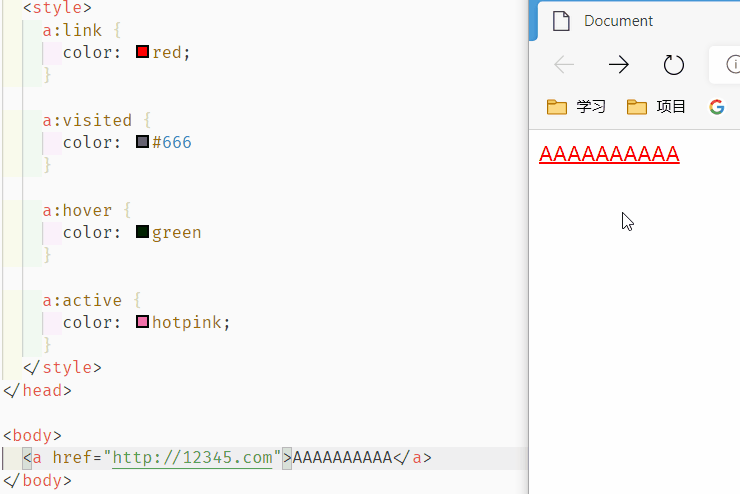 <style>
a:link {
color: red;
}
a:visited {
color: #666
}
a:hover {
color: green
}
a:active {
color: hotpink;
}
</style>
</head>
<body>
<a href="http://12345.com">AAAAAAAAAA</a>
</body>
Document
学习 项目
AAAAAAAAAA